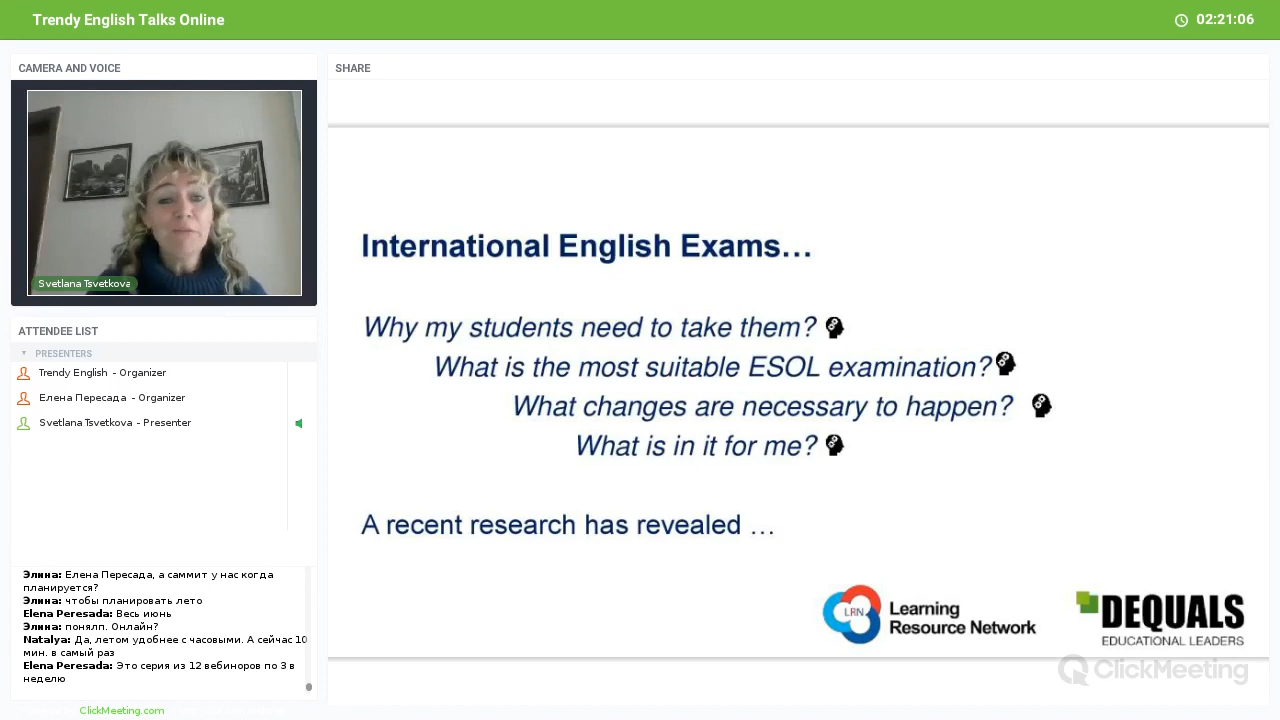 Trendy English Talks Online
02:21:06
CAMERA AND VOICE
Svetlana Tsvetkova
ATTENDEE LIST
PRESENTERS
Trendy English - Organizer
Елена Пересада - Organizer
Svetlana Tsvetkova - Presenter
Элина: Елена Пересада, а саммит у нас когда
планируется?
Элина: чтобы планировать лето
Elena Peresada: Весь июнь
Элина: понялп. Онлайн?
Natalya: Да, летом удобнее с часовыми. А сейчас 10
мин. в самый раз
Elena Peresada: Это серия из 12 вебиноров по 3 в
неделю
ClickMeeting.com
SHARE
International English Exams...
Why my students need to take them?
What is the most suitable ESOL examination?
What changes are necessary to happen?
What is in it for me?
A recent research has revealed ...
LRN
Learning
Resource Network
DEQUALS
EDUCATIONAL LEADERS
ClickMeeting